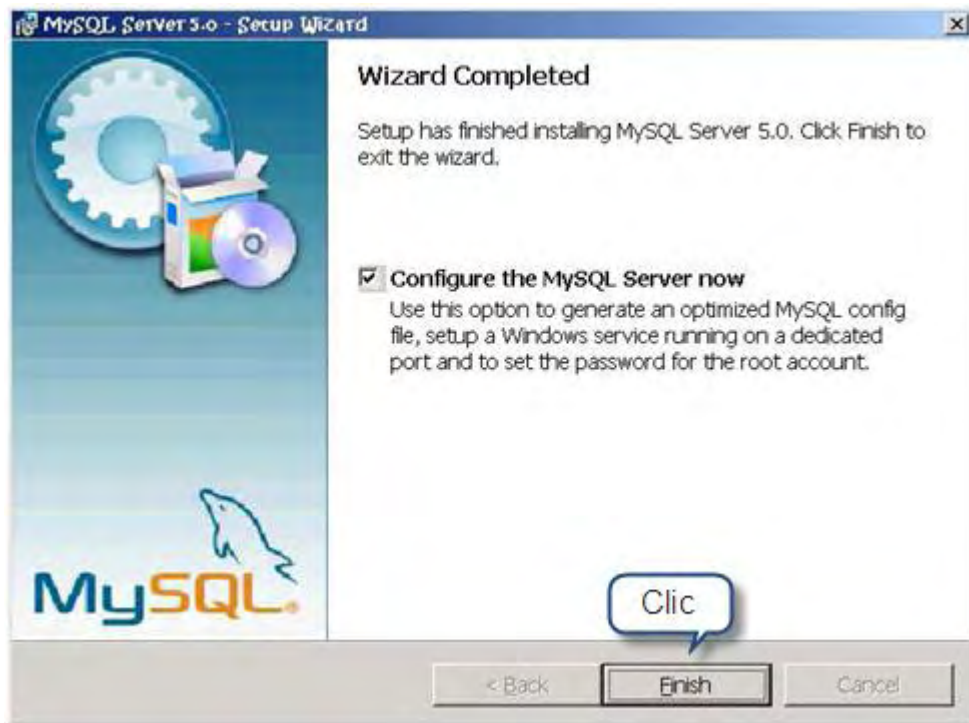 MySQL Server 5.0 - Setup Wizard
Wizard Completed
Setup has finished installing MySQL Server 5.0. Click Finish to
exit the wizard.
Configure the MySQL Server now
Use this option to generate an optimized MySQL config
file, setup a Windows service running on a dedicated
port and to set the password for the root account.
MySQL
Clic
< Back
Finish
Cancel